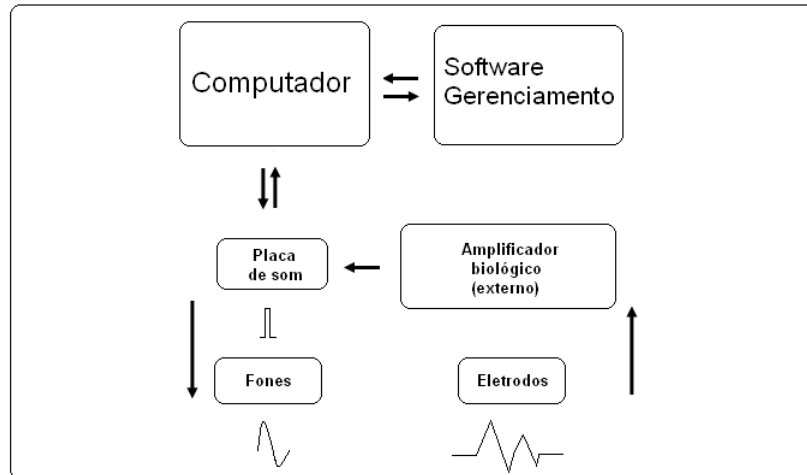 Computador
Software
Gerenciamento
Placa
de som
Amplificador
biológico
(externo)
Fones
Eletrodos